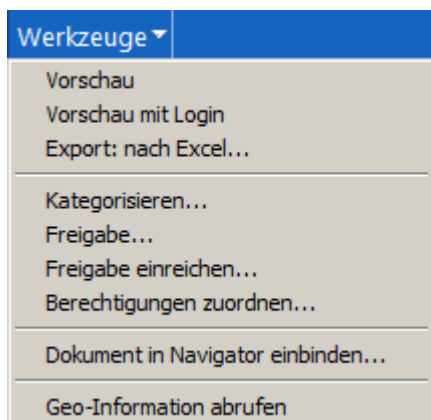 Werkzeuge
Vorschau
Vorschau mit Login
Export: nach Excel...
Kategorisieren...
Freigabe...
Freigabe einreichen...
Berechtigungen zuordnen...
Dokument in Navigator einbinden...
Geo-Information abrufen